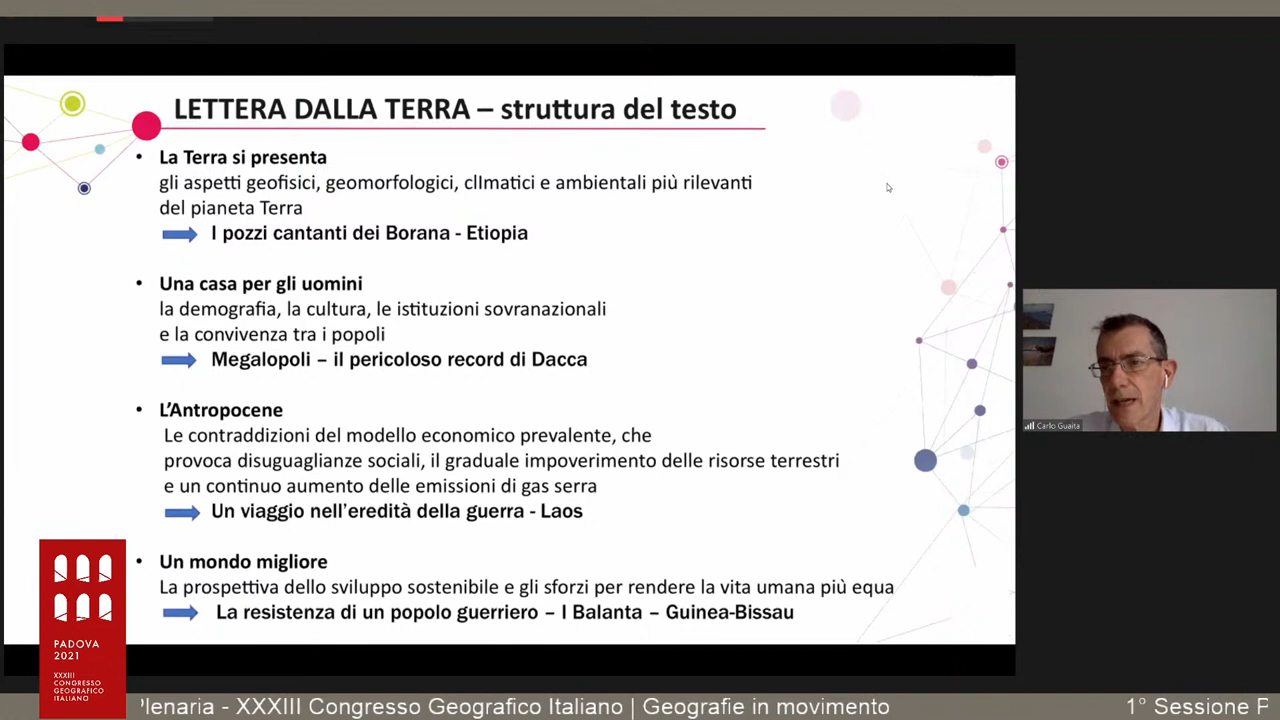 LETTERA DALLA TERRA – struttura del testo
• La Terra si presenta
gli aspetti geofisici, geomorfologici, clImatici e ambientali più rilevanti
del pianeta Terra
I pozzi cantanti dei Borana - Etiopia
• Una casa per gli uomini
la demografia, la cultura, le istituzioni sovranazionali
e la convivenza tra i popoli
Megalopoli – il pericoloso record di Dacca
• L'Antropocene
Le contraddizioni del modello economico prevalente, che
provoca disuguaglianze sociali, il graduale impoverimento delle risorse terrestri
e un continuo aumento delle emissioni di gas serra
Un viaggio nell'eredità della guerra - Laos
• Un mondo migliore
La prospettiva dello sviluppo sostenibile e gli sforzi per rendere la vita umana più equa
La resistenza di un popolo guerriero – I Balanta – Guinea-Bissau
Carlo Guaita
PADOVA
2021
XXXIII
CONGRESSO
GEOGRAFICO
ITALIANO
Plenaria - XXXIII Congresso Geografico Italiano | Geografie in movimento
1° Sessione P